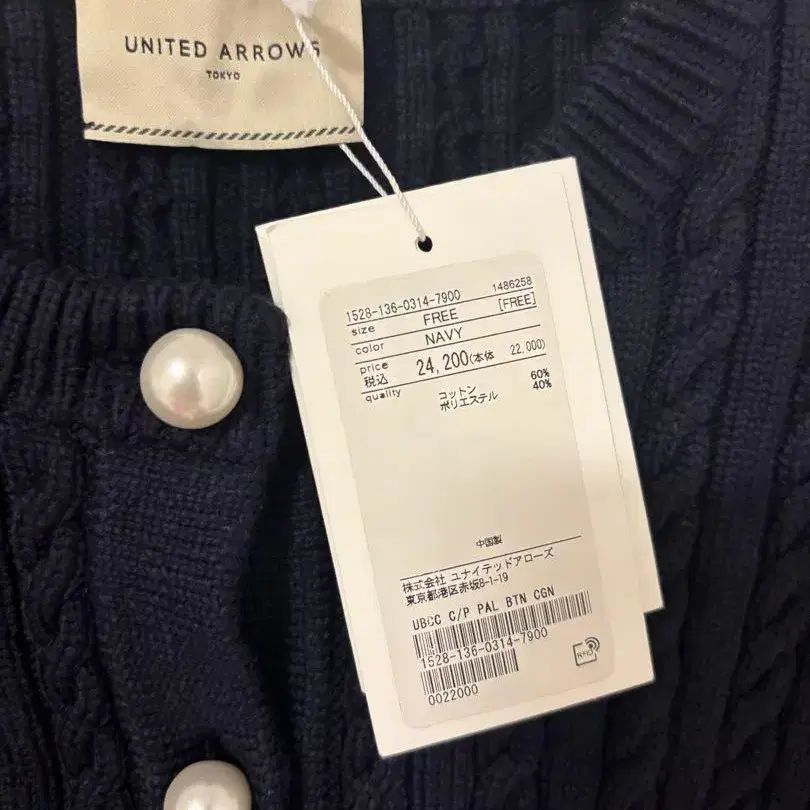 UNITED ARROWS
TOKYO
1528-136-0314-7900 1486258
size FREE [FREE]
color NAVY
price
税込 24,200(本体 22,000)
quality コットン 60%
ポリエステル 40%
中国製
株式会社 ユナイテッドアローズ
東京都港区赤坂8-1-19
UBCC C/P PAL BTN CGN
1528-136-0314-7900
0022000
RFID